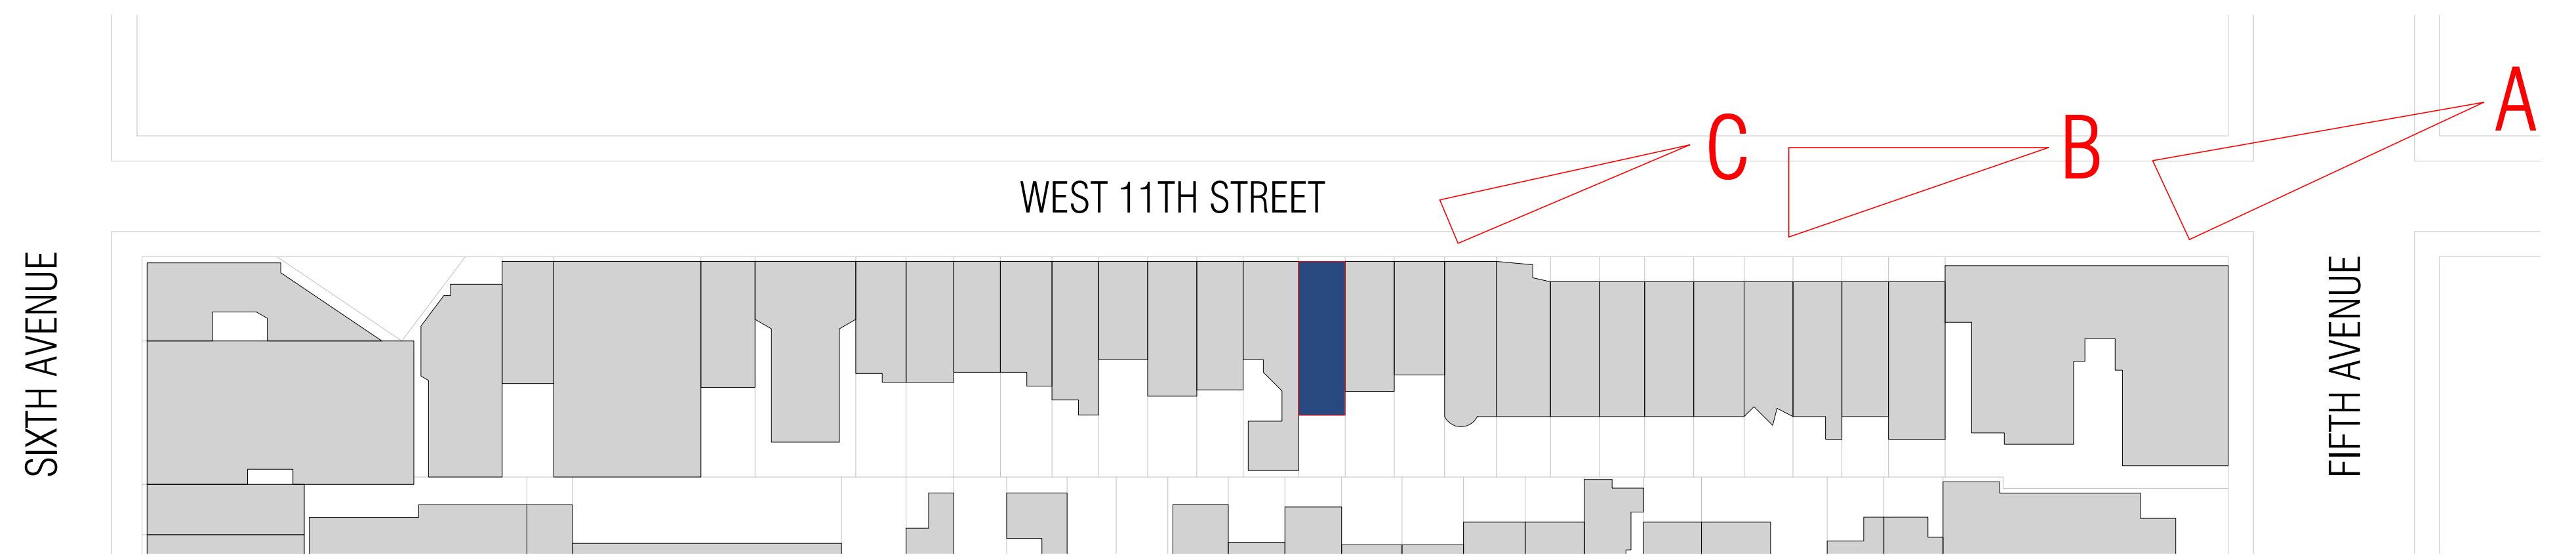 A
B
C
WEST 11TH STREET
SIXTH AVENUE
FIFTH AVENUE